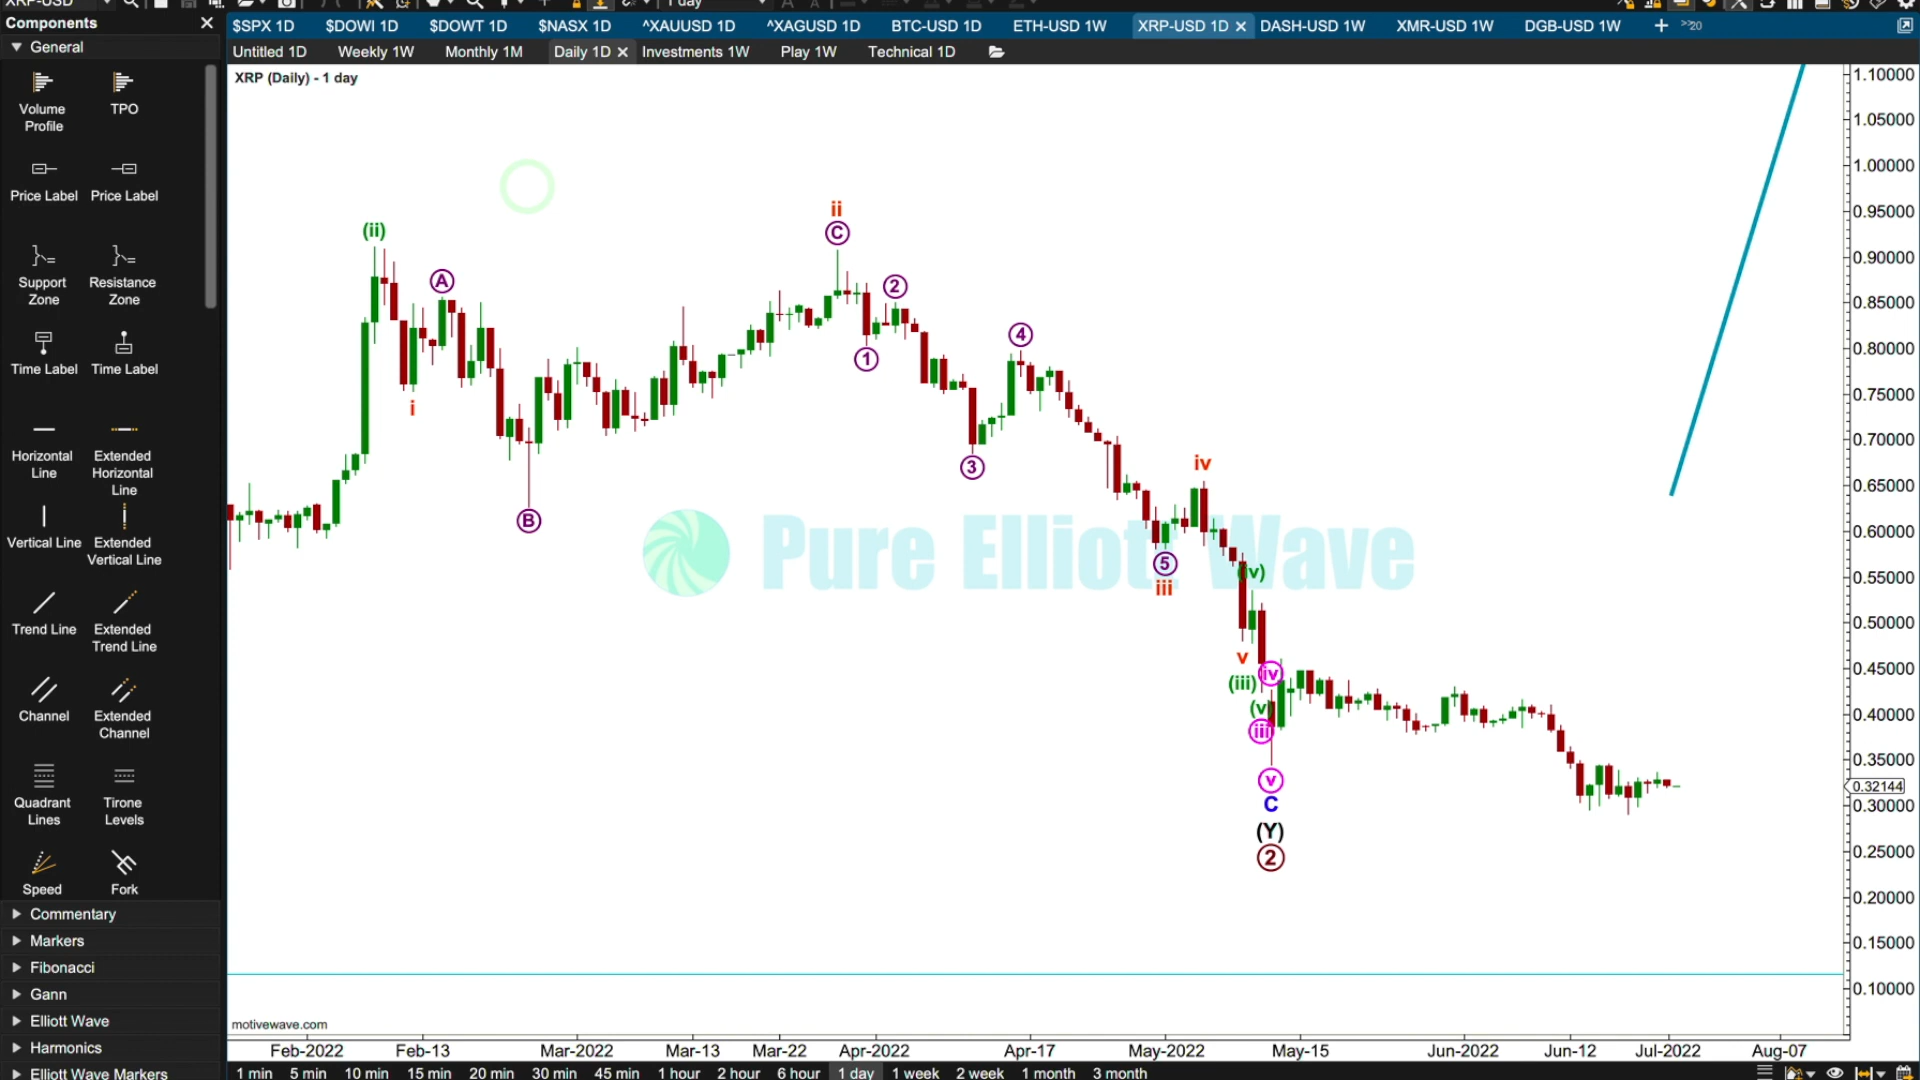 XRP-USD
1 day
Components
$SPX 1D
$DOWI 1D
$DOWT 1D
$NASX 1D
^XAUUSD 1D
^XAGUSD 1D
BTC-USD 1D
ETH-USD 1W
XRP-USD 1D
DASH-USD 1W
XMR-USD 1W
DGB-USD 1W
20
General
Untitled 1D
Weekly 1W
Monthly 1M
Daily 1D
Investments 1W
Play 1W
Technical 1D
XRP (Daily) - 1 day
Volume Profile
TPO
Price Label
Price Label
Support Zone
Resistance Zone
Time Label
Time Label
Horizontal Line
Extended Horizontal Line
Vertical Line
Extended Vertical Line
Trend Line
Extended Trend Line
Channel
Extended Channel
Quadrant Lines
Tirone Levels
Speed
Fork
Commentary
Markers
Fibonacci
Gann
Elliott Wave
Harmonics
Elliott Wave Markers
(ii)
A
i
B
ii
C
2
1
4
3
iv
5
iii
Pure Elliott Wave
(iv)
v
(iii)
iv
(v)
iii
v
C
(Y)
2
1.10000
1.05000
1.00000
0.95000
0.90000
0.85000
0.80000
0.75000
0.70000
0.65000
0.60000
0.55000
0.50000
0.45000
0.40000
0.35000
0.32144
0.30000
0.25000
0.20000
0.15000
0.10000
motivewave.com
Feb-2022
Feb-13
Mar-2022
Mar-13
Mar-22
Apr-2022
Apr-17
May-2022
May-15
Jun-2022
Jun-12
Jul-2022
Aug-07
1 min
5 min
10 min
15 min
20 min
30 min
45 min
1 hour
2 hour
6 hour
1 day
1 week
2 week
1 month
3 month